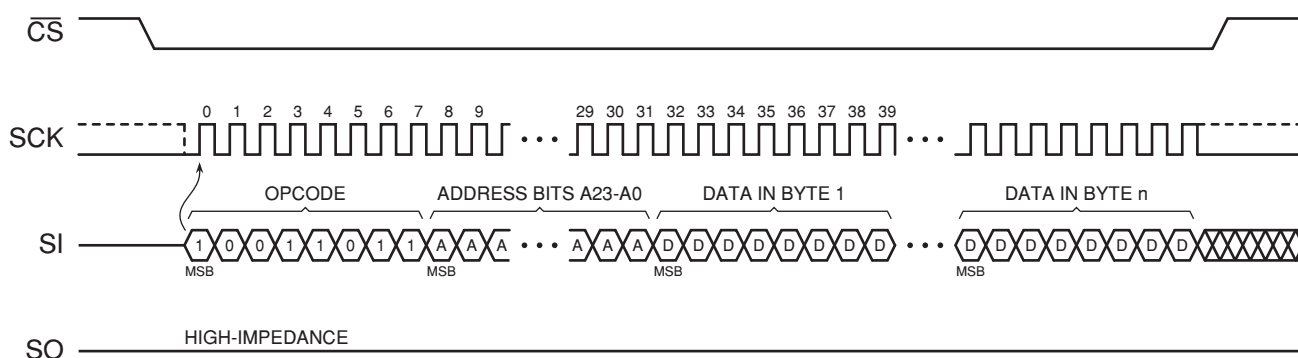 CS
0 1 2 3 4 5 6 7 8 9 29 30 31 32 33 34 35 36 37 38 39
SCK
OPCODE ADDRESS BITS A23-A0 DATA IN BYTE 1 DATA IN BYTE n
SI 1 0 0 1 1 0 1 1 A A A A A A D D D D D D D D D D D D D D D D
MSB MSB MSB MSB
HIGH-IMPEDANCE
SO